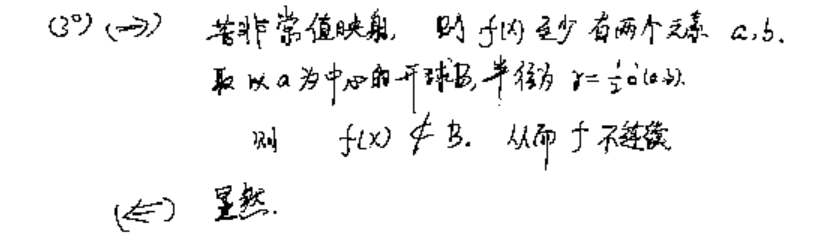 (3°) (⇒) 若非常值映射, 则 f(X) 至少有两个元素 a, b.
取以 a 为中心的开球B, 半径为 r = 1/2 d(a,b).
则 f(X) ⊄ B. 从而 f 不连续
(⇐) 显然.